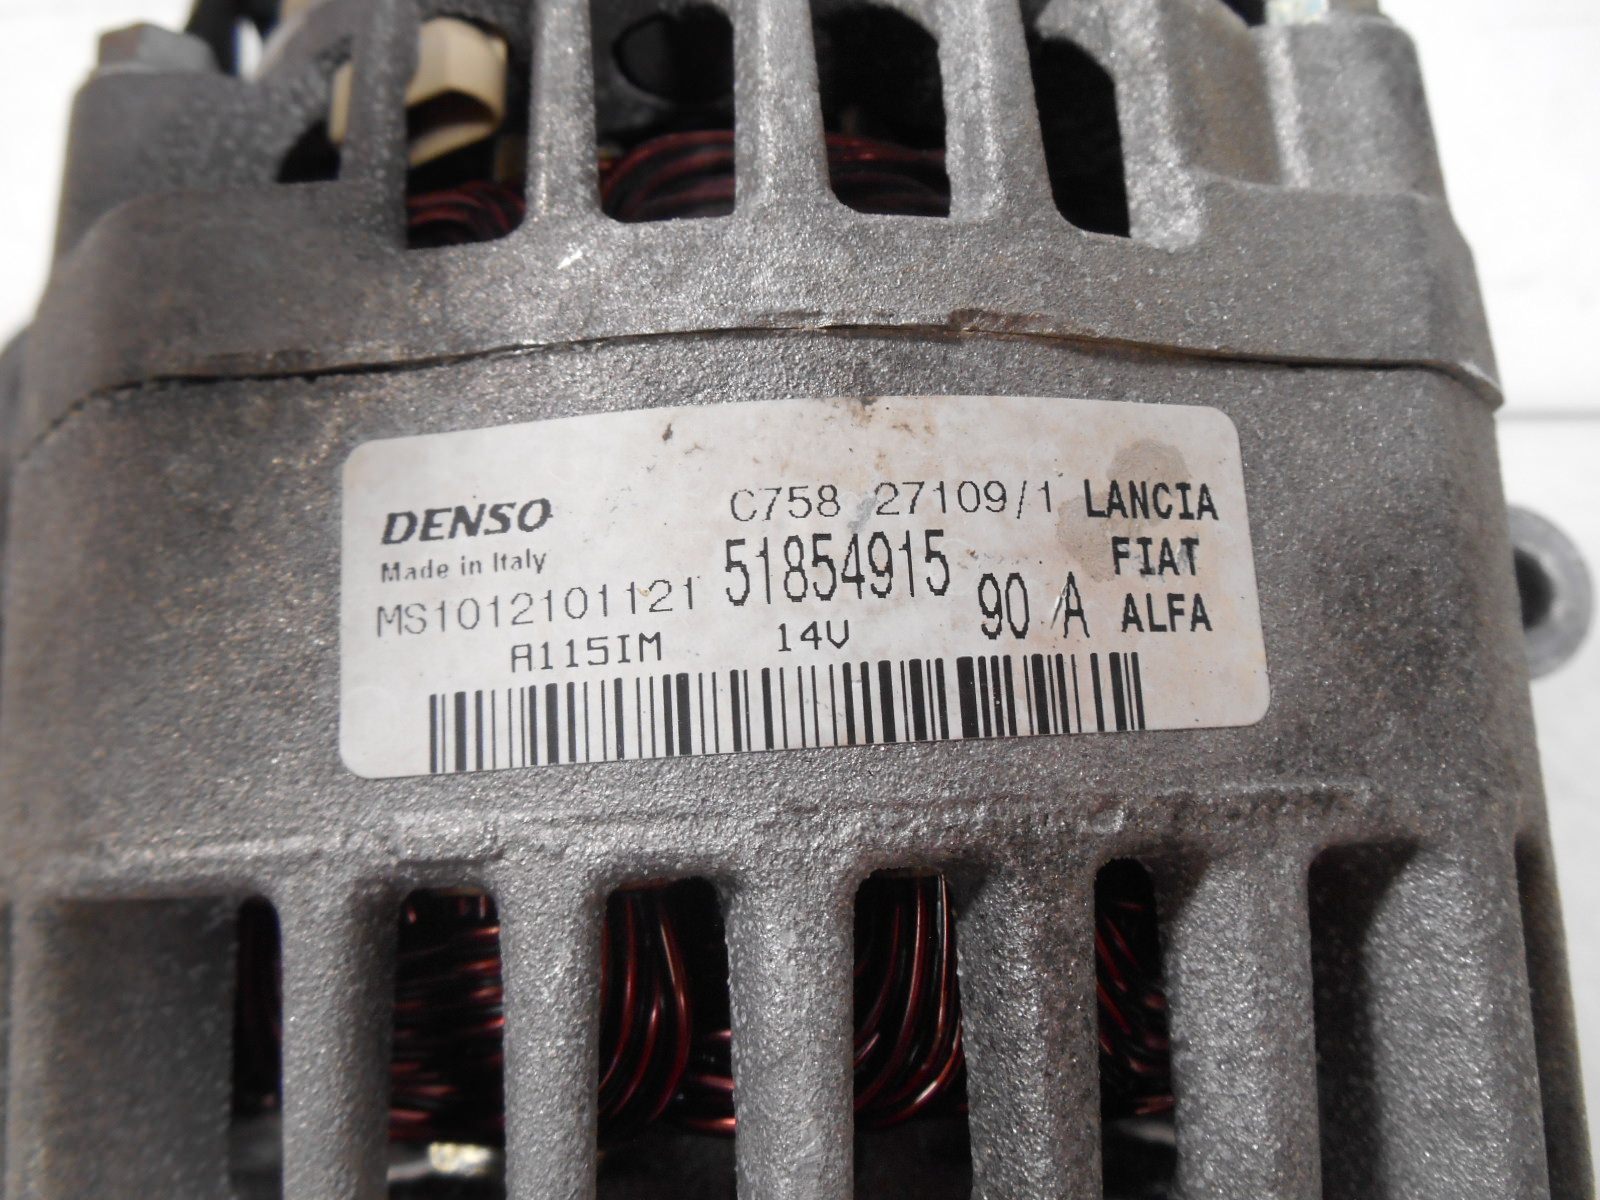 DENSO C758 27109/1 LANCIA
Made in Italy 51854915 FIAT
MS1012101121 90 A ALFA
A115IM 14V